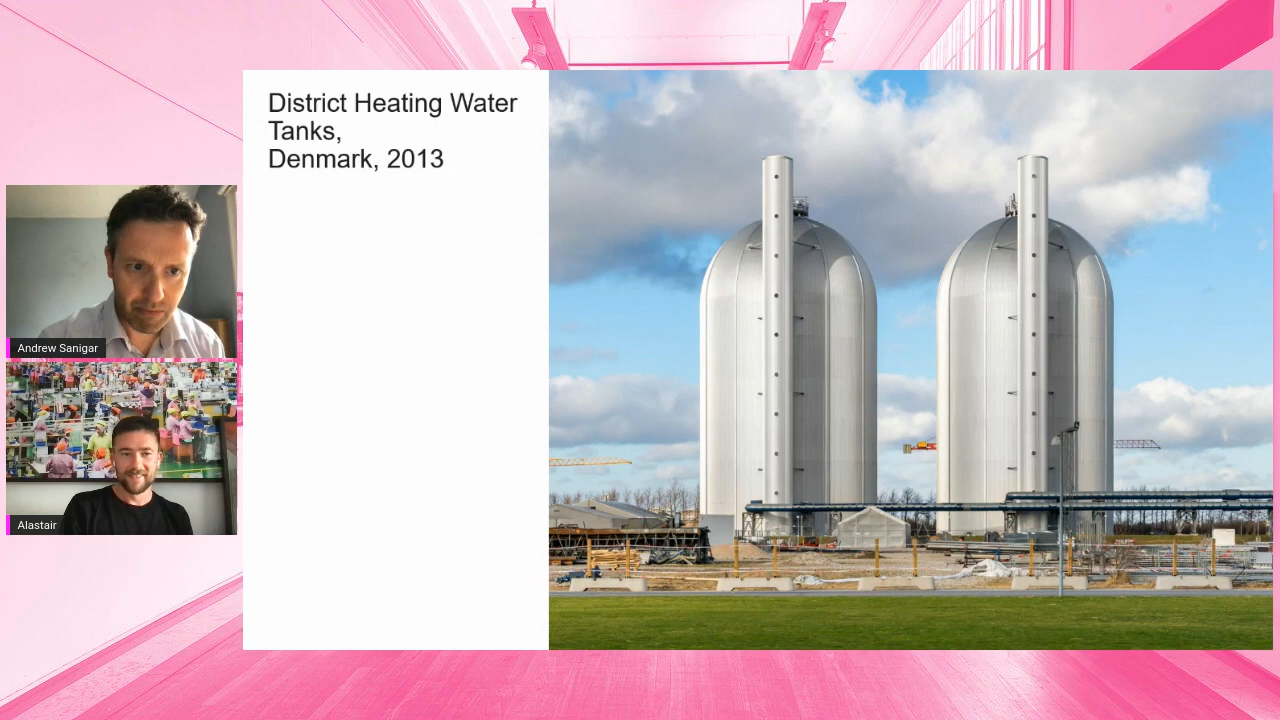 District Heating Water
Tanks,
Denmark, 2013
Andrew Sanigar
Alastair